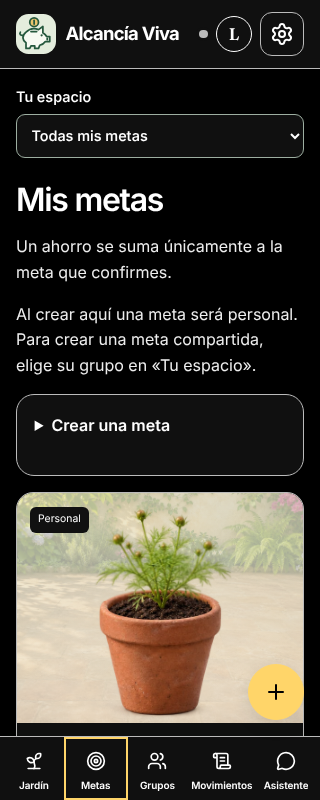 Alcancía Viva
L
Tu espacio
Todas mis metas
Mis metas
Un ahorro se suma únicamente a la
meta que confirmes.
Al crear aquí una meta será personal.
Para crear una meta compartida,
elige su grupo en «Tu espacio».
Crear una meta
Personal
Jardín
Metas
Grupos
Movimientos
Asistente